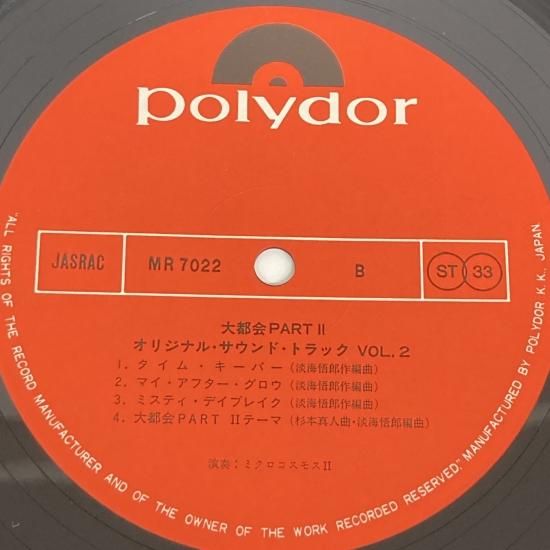 polydor
JASRAC MR 7022 B ST 33
大都会PART II
オリジナル・サウンド・トラック VOL. 2
1. タイム・キーパー (淡海悟郎作編曲)
2. マイ・アフター・グロウ (淡海悟郎作編曲)
3. ミスティ・デイブレイク (淡海悟郎作編曲)
4. 大都会PART IIテーマ (杉本真人曲・淡海悟郎編曲)
演奏:ミクロコスモスII
"ALL RIGHTS OF THE RECORD MANUFACTURER AND OF THE OWNER OF THE WORK RECORDED RESERVED." MANUFACTURED BY POLYDOR K.K., JAPAN